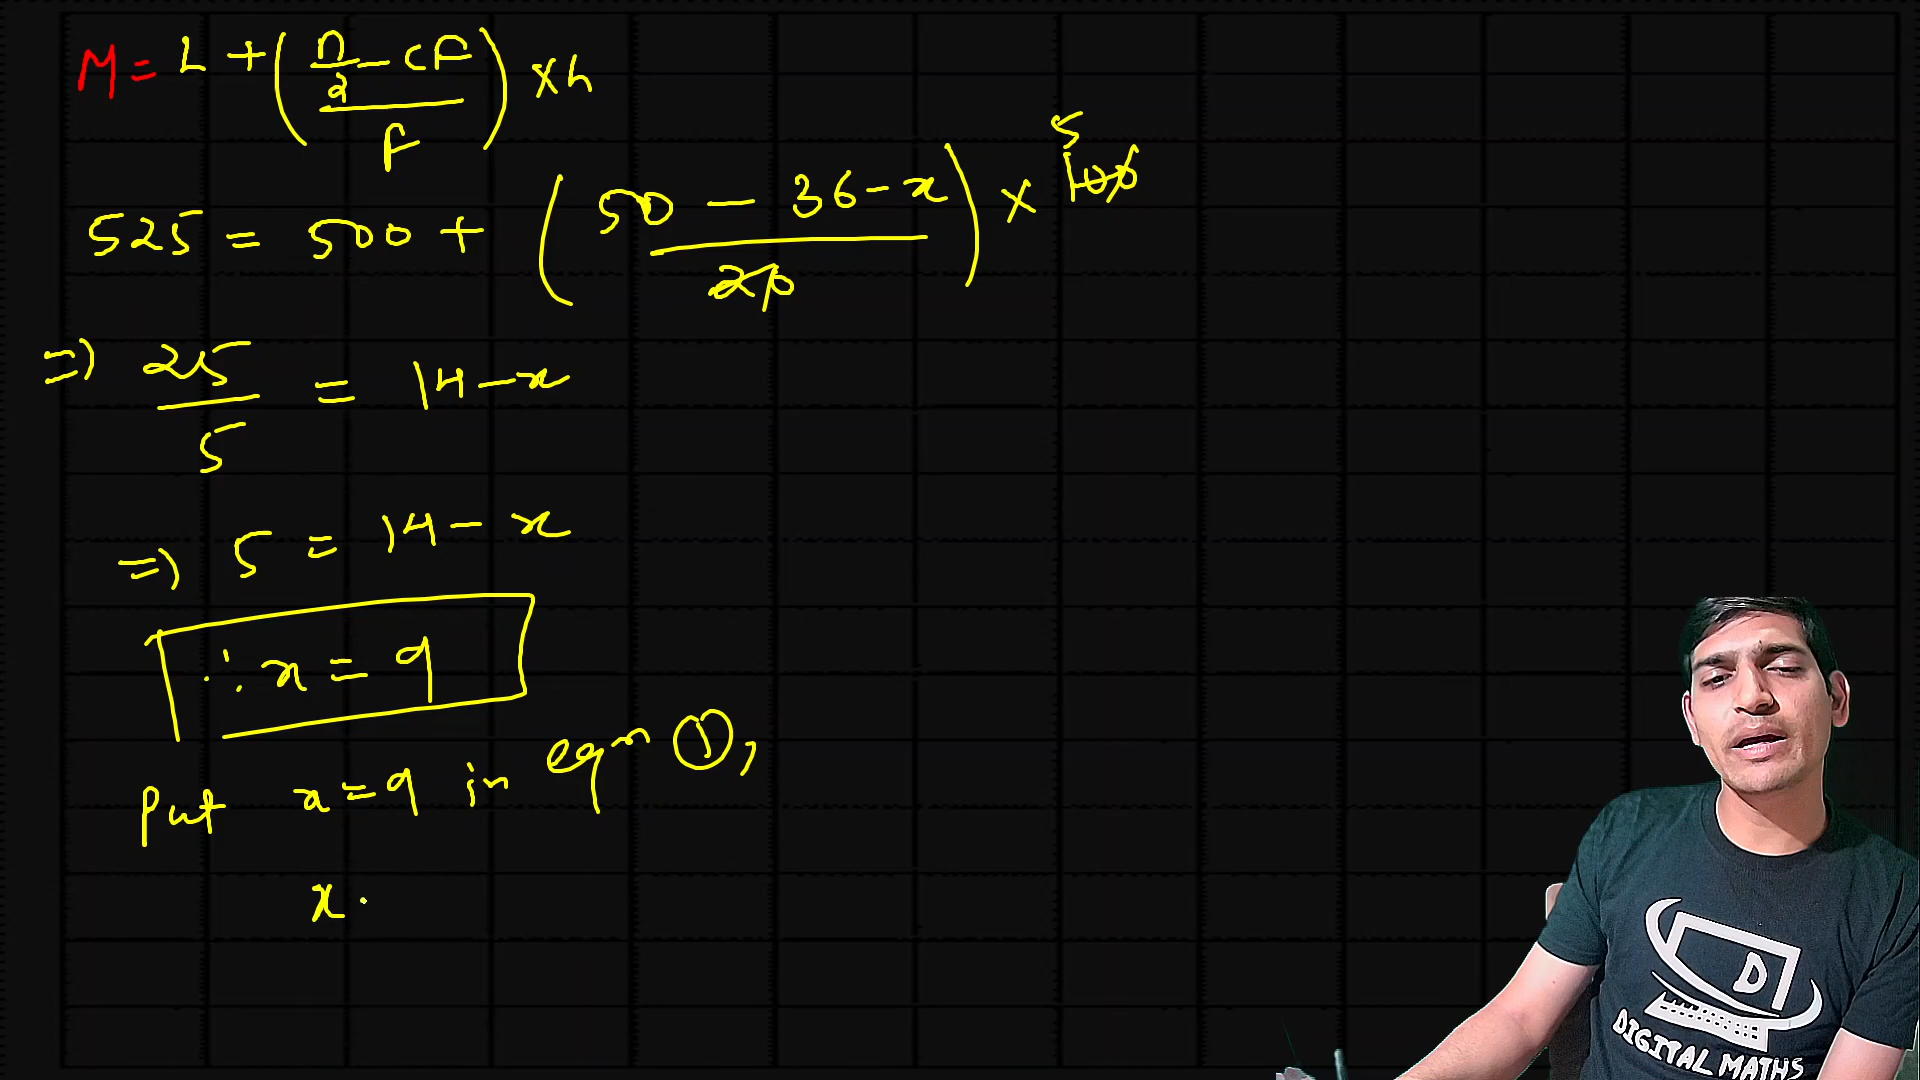 M = L + ( (n/2 - CF) / F ) × h
525 = 500 + ( (50 - 36 - x) / 20 ) × 100 5
=) 25/5 = 14 - x
=) 5 = 14 - x
∴ x = 9
Put x = 9 in eqn ①,
x
D
DIGITAL MATHS